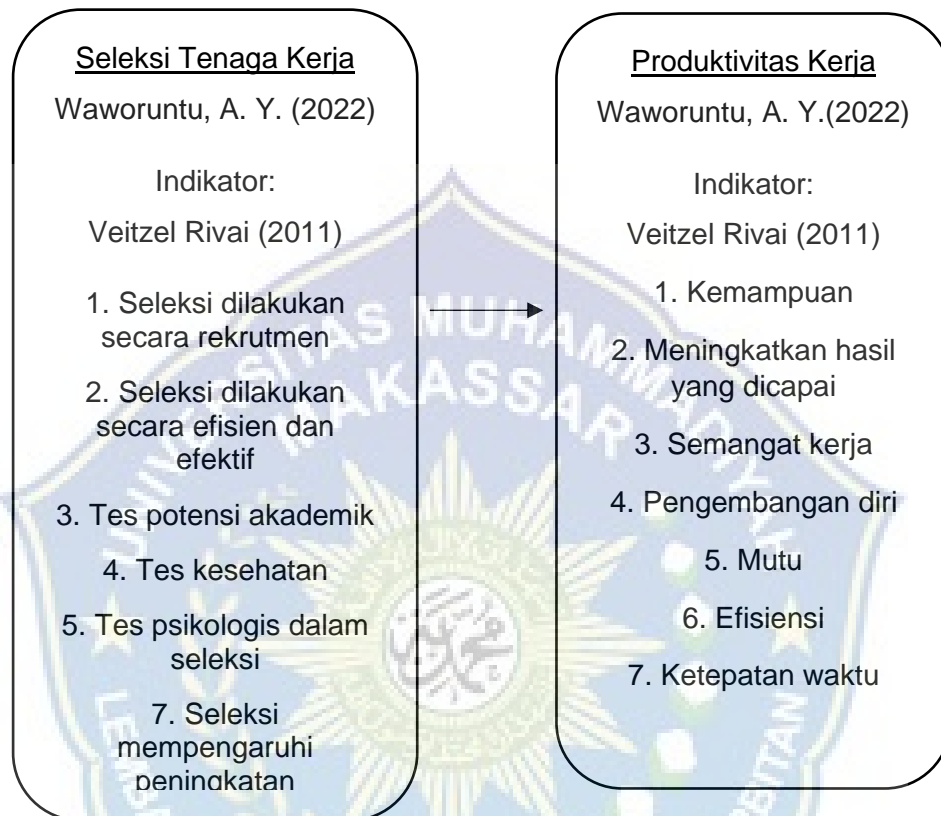 Seleksi Tenaga Kerja
Waworuntu, A. Y. (2022)
Indikator:
Veitzel Rivai (2011)
1. Seleksi dilakukan
secara rekrutmen
2. Seleksi dilakukan
secara efisien dan
efektif
3. Tes potensi akademik
4. Tes kesehatan
5. Tes psikologis dalam
seleksi
7. Seleksi
mempengaruhi
peningkatan
Produktivitas Kerja
Waworuntu, A. Y.(2022)
Indikator:
Veitzel Rivai (2011)
1. Kemampuan
2. Meningkatkan hasil
yang dicapai
3. Semangat kerja
4. Pengembangan diri
5. Mutu
6. Efisiensi
7. Ketepatan waktu
UNIVERSITAS MUHAMMADIYAH
MAKASSAR